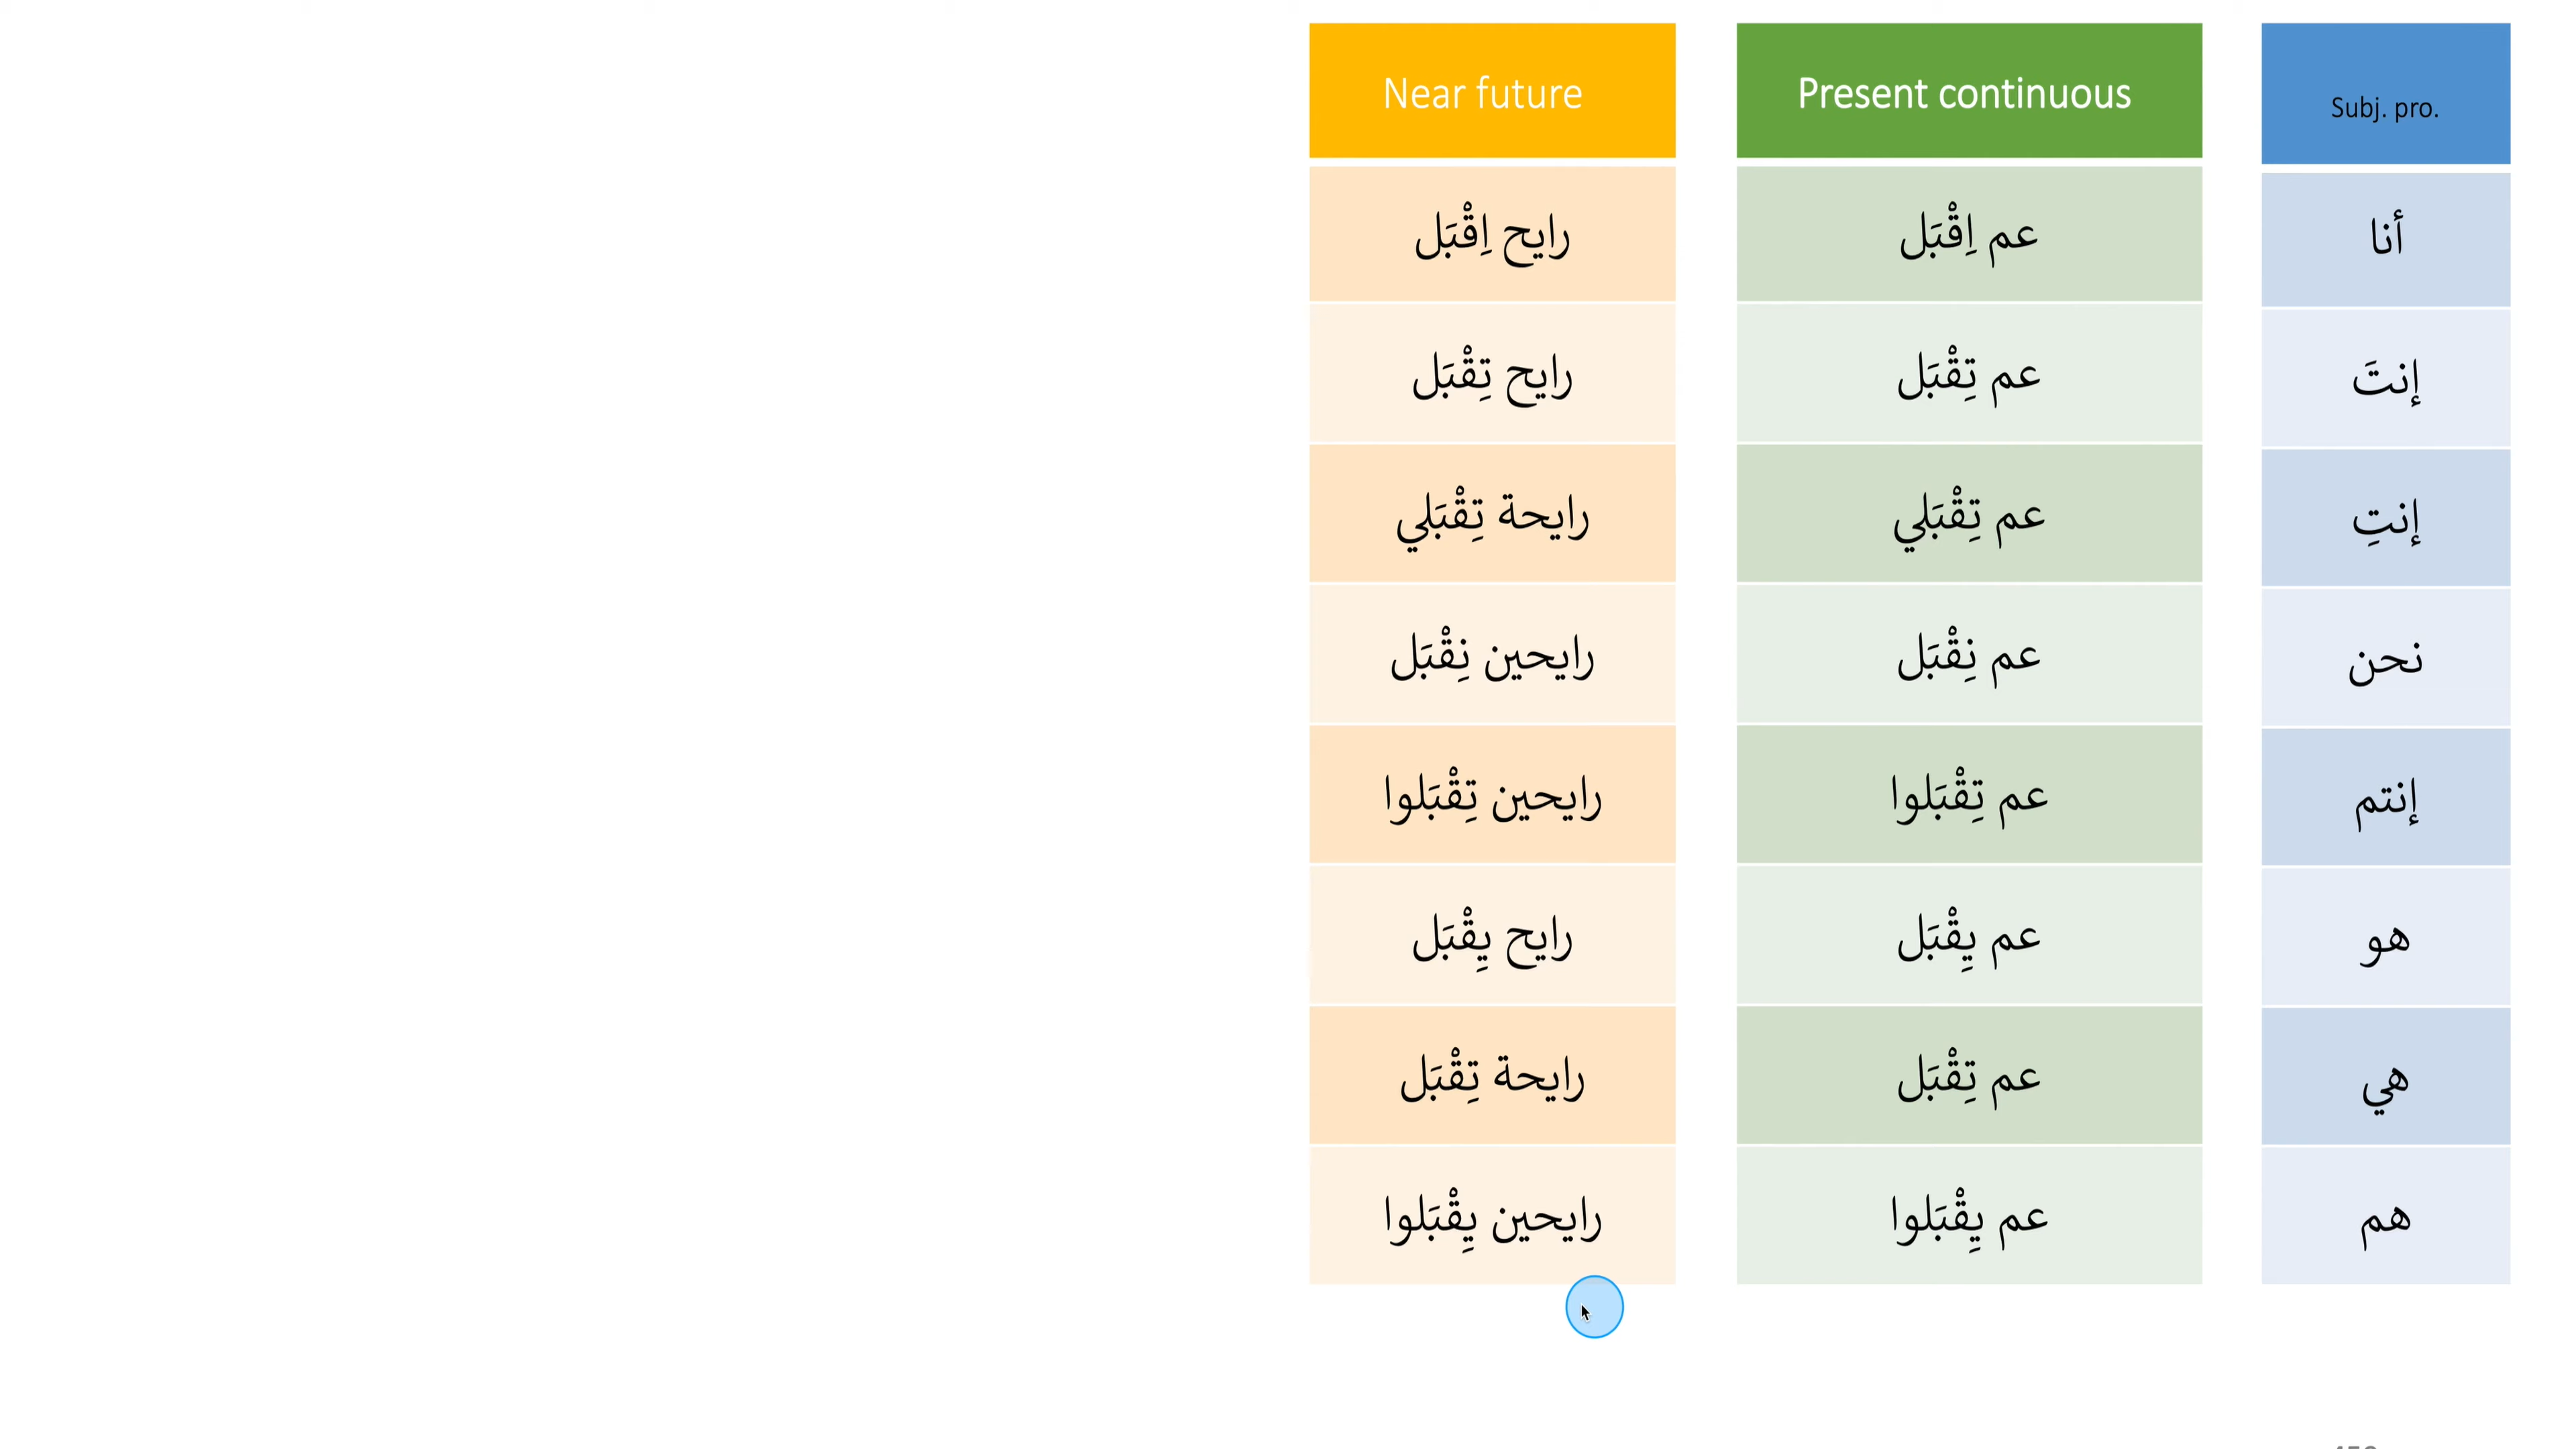 Subj. pro. Present continuous Near future
أنا عم اِقْبَل رايح اِقْبَل
إنتَ عم تِقْبَل رايح تِقْبَل
إنتِ عم تِقْبَلي رايحة تِقْبَلي
نحن عم نِقْبَل رايحين نِقْبَل
إنتم عم تِقْبَلوا رايحين تِقْبَلوا
هو عم يِقْبَل رايح يِقْبَل
هي عم تِقْبَل رايحة تِقْبَل
هم عم يِقْبَلوا رايحين يِقْبَلوا